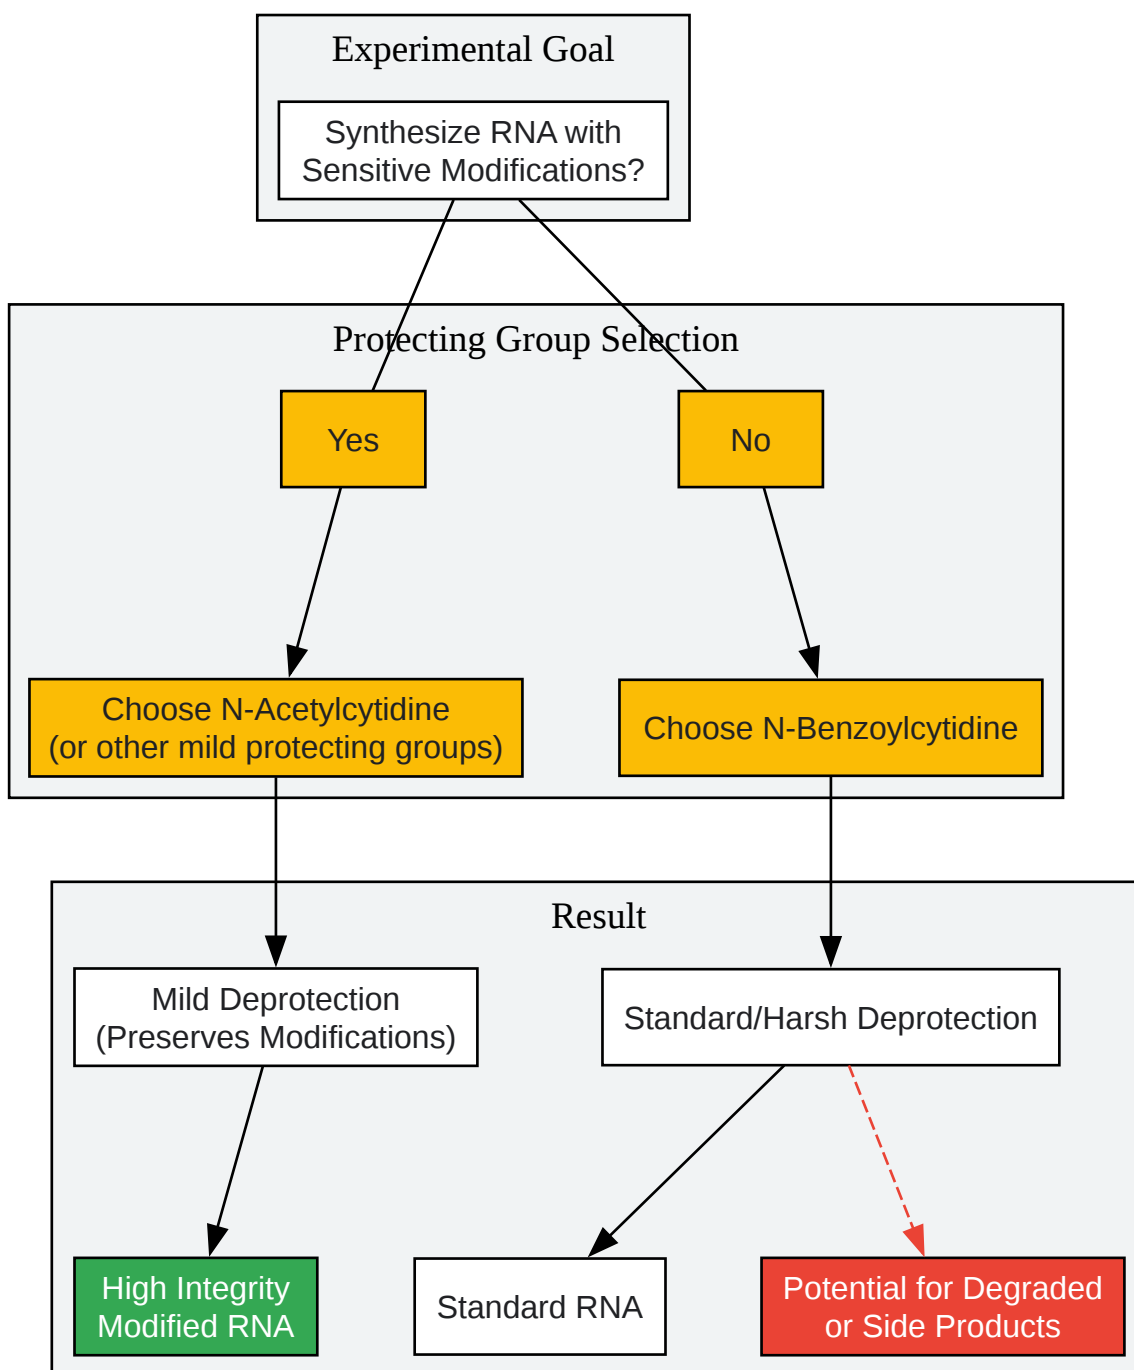 Experimental Goal
Synthesize RNA with
Sensitive Modifications?
Protecting Group Selection
Yes
No
Choose N-Acetylcytidine
(or other mild protecting groups)
Choose N-Benzoylcytidine
Result
Mild Deprotection
(Preserves Modifications)
Standard/Harsh Deprotection
High Integrity
Modified RNA
Standard RNA
Potential for Degraded
or Side Products